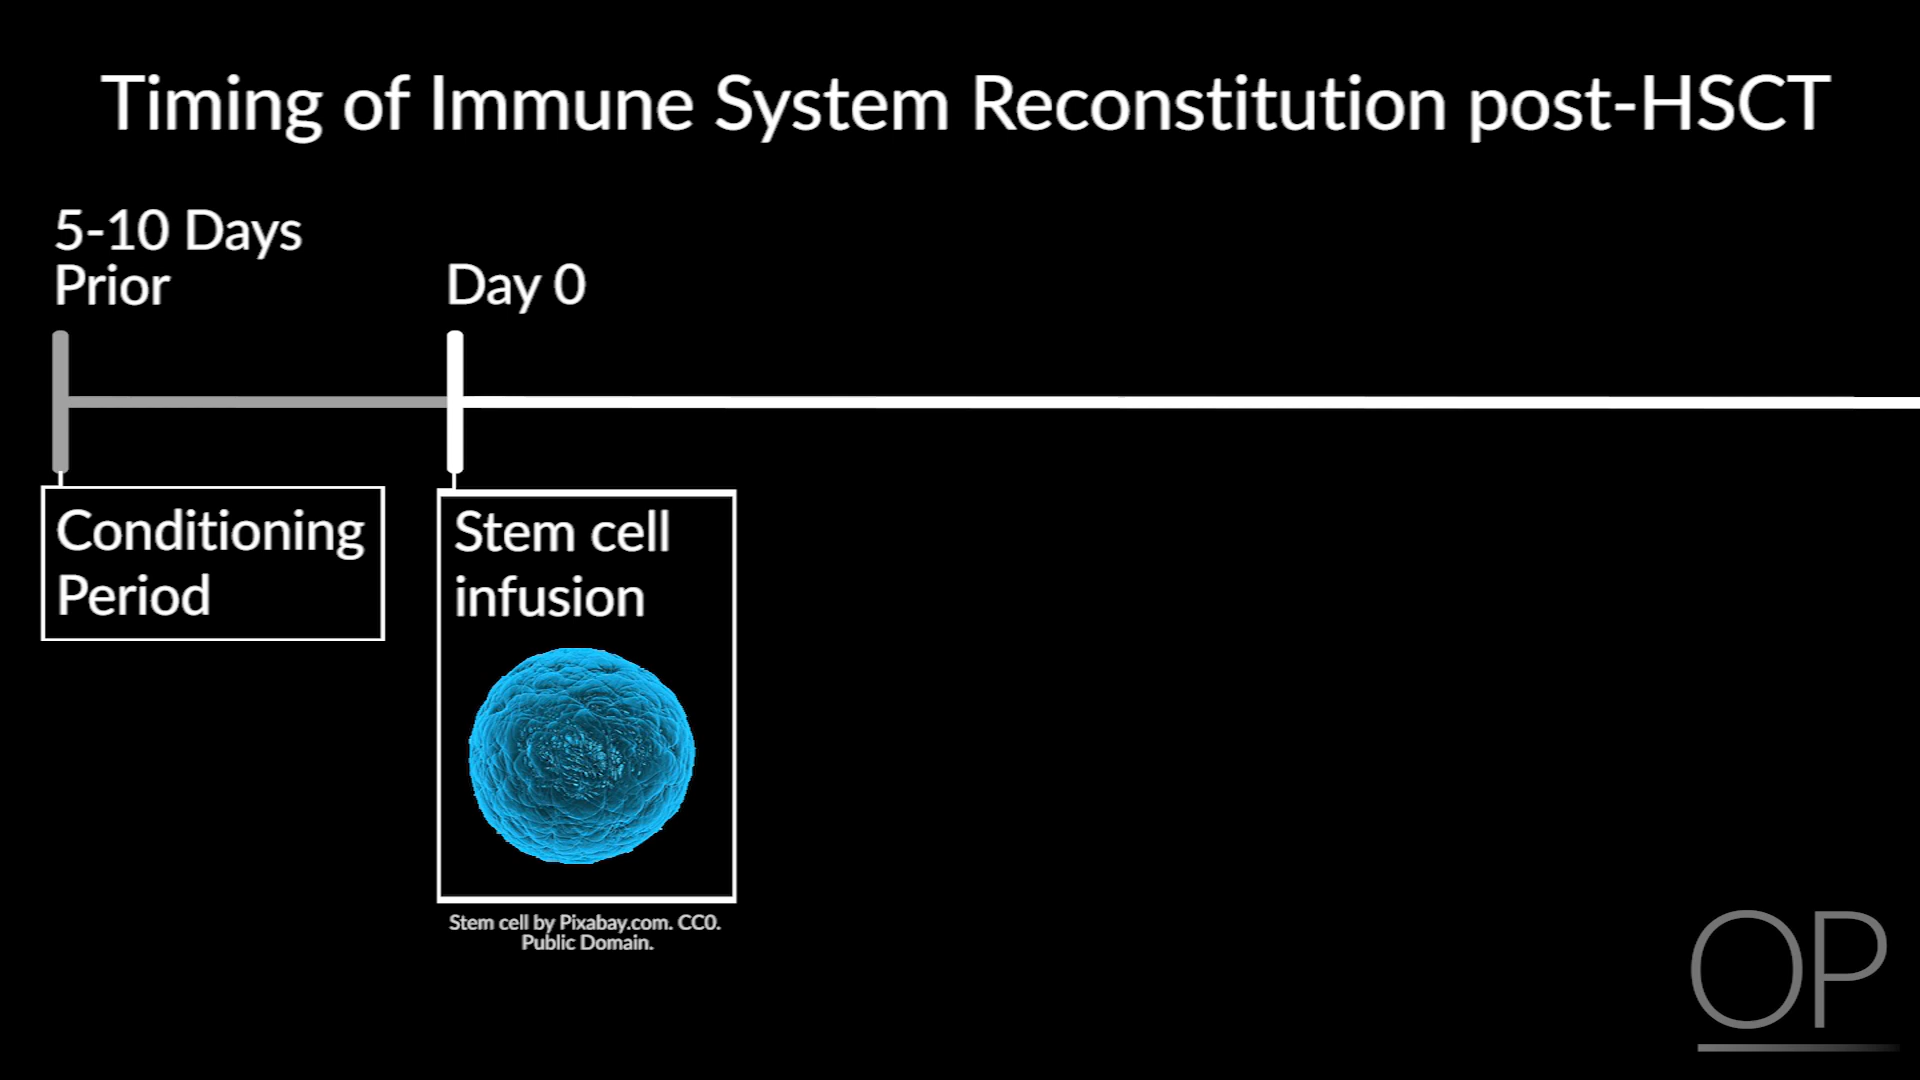 Timing of Immune System Reconstitution post-HSCT
5-10 Days
Prior
Day 0
Conditioning
Period
Stem cell
infusion
Stem cell by Pixabay.com. CC0.
Public Domain.
OP